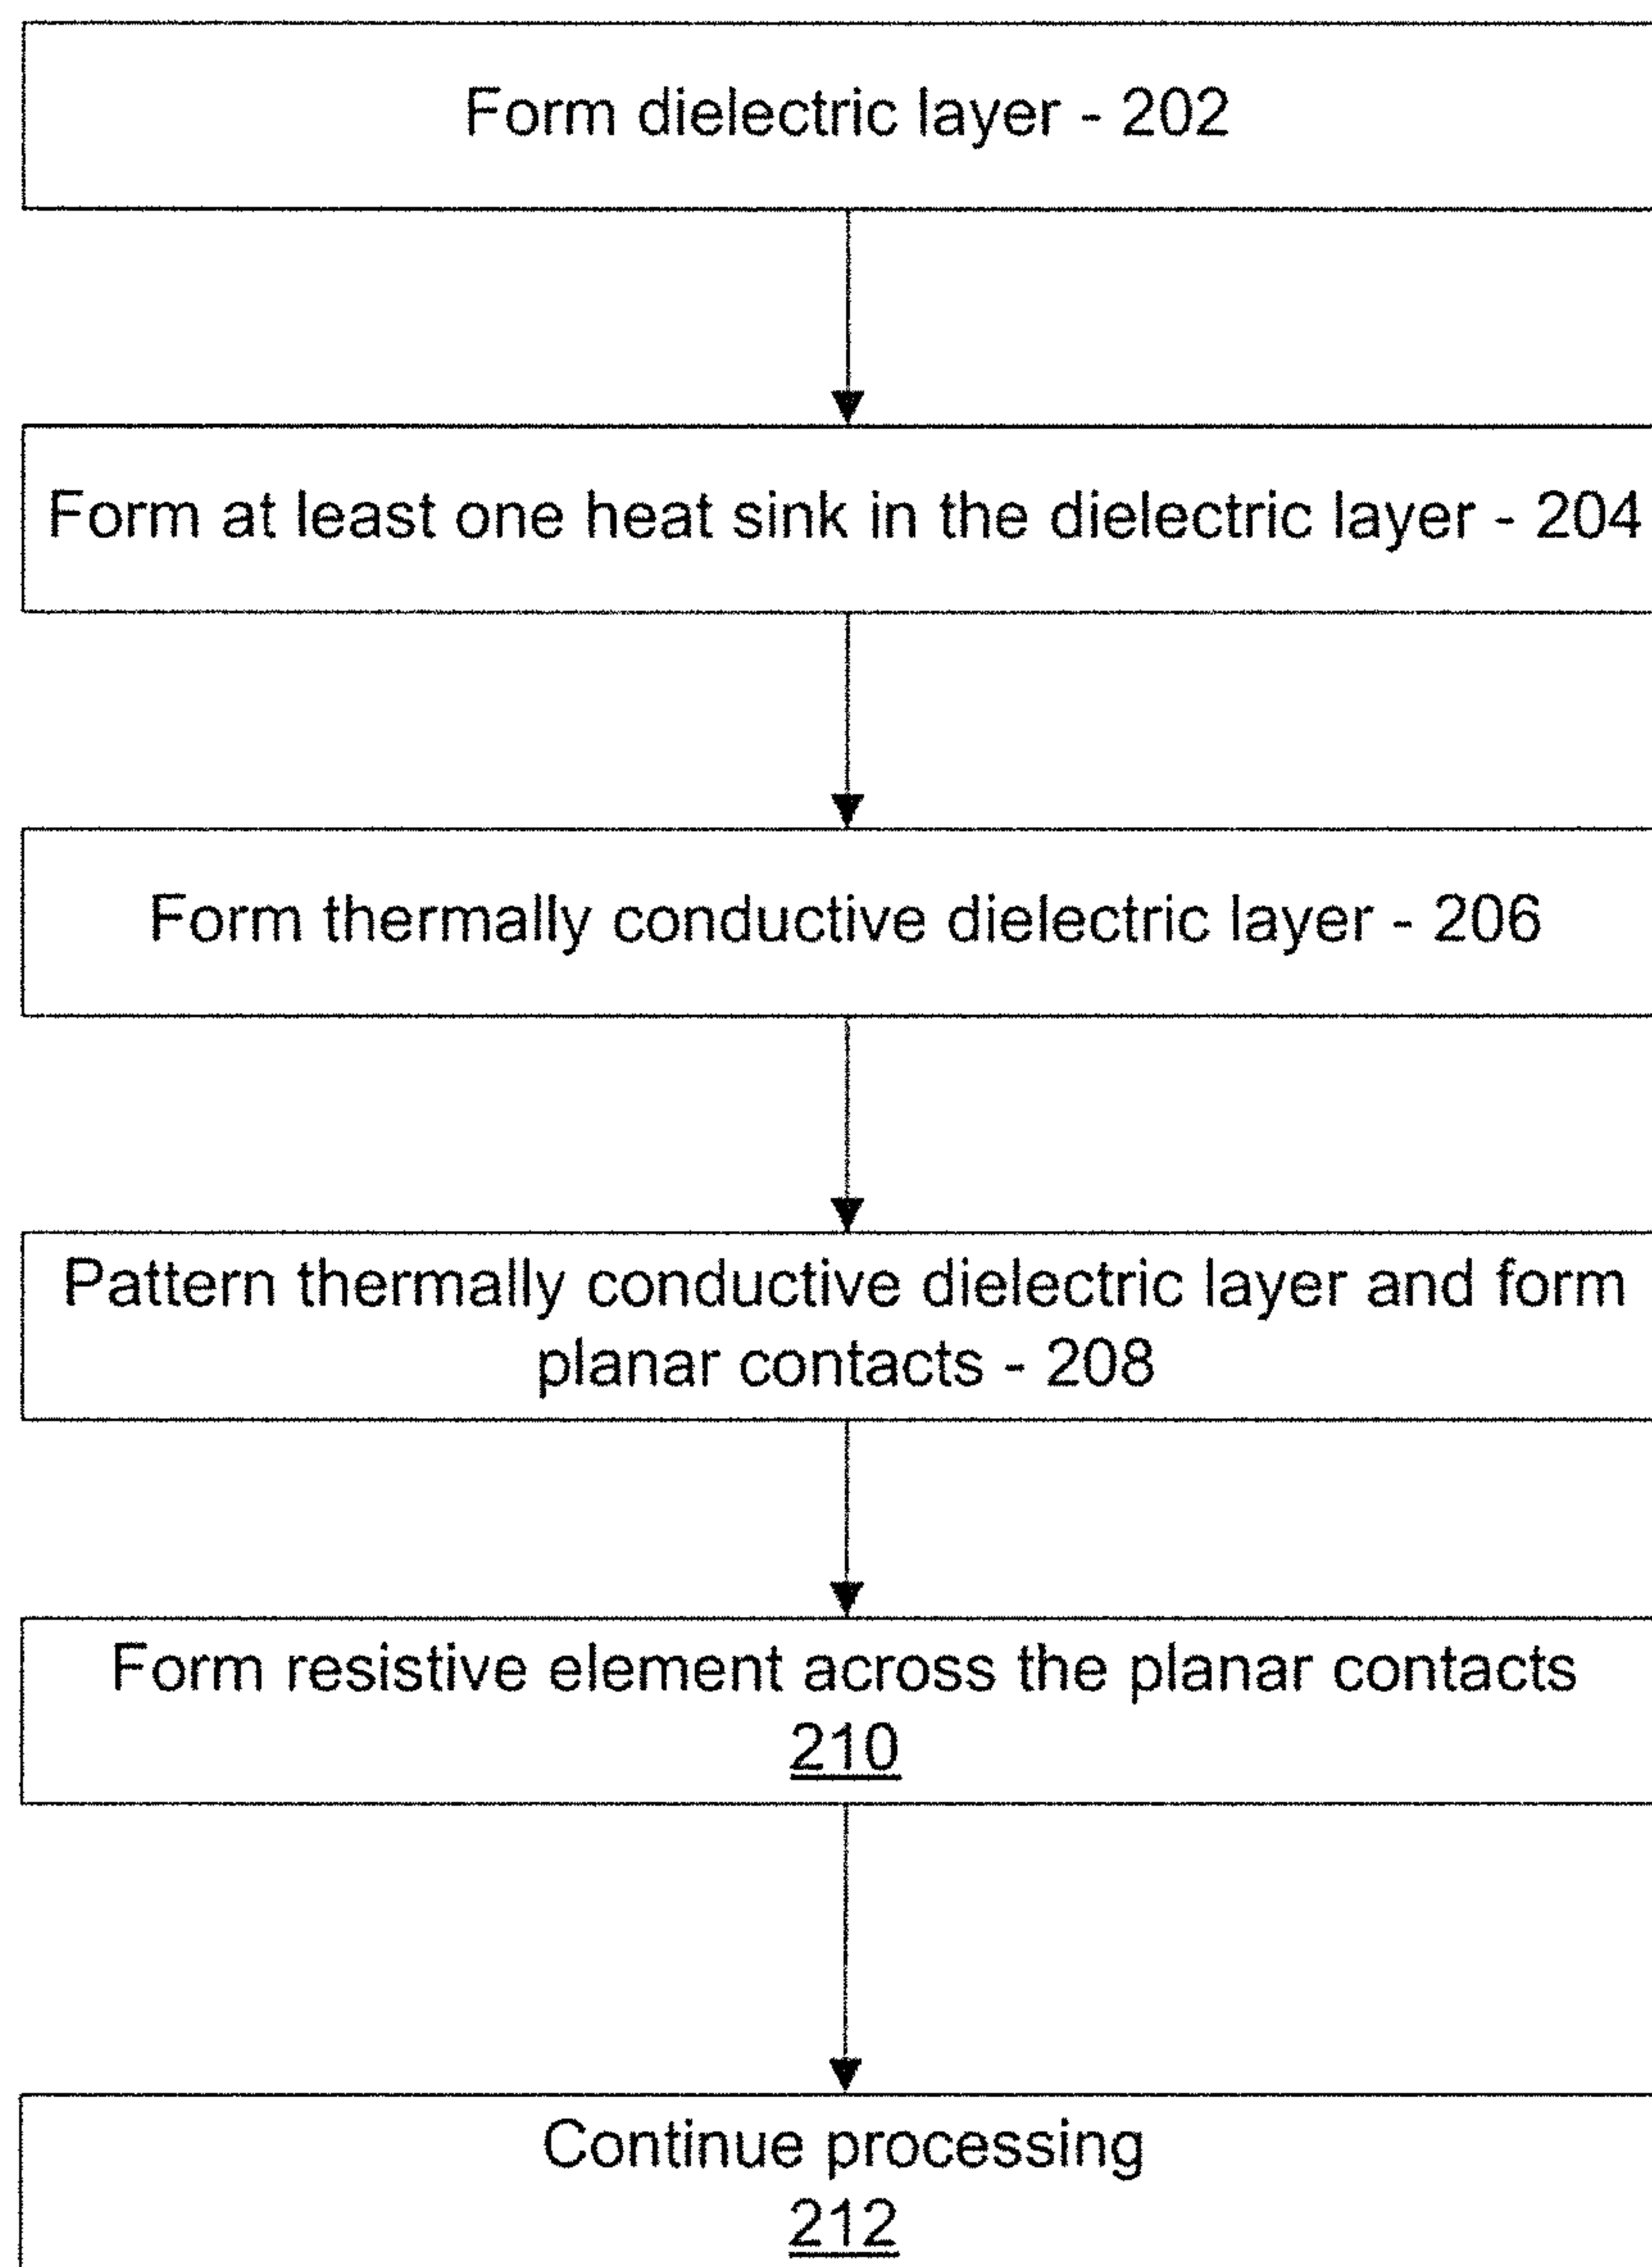 Form dielectric layer - 202
Form at least one heat sink in the dielectric layer - 204
Form thermally conductive dielectric layer - 206
Pattern thermally conductive dielectric layer and form
planar contacts - 208
Form resistive element across the planar contacts
210
Continue processing
212